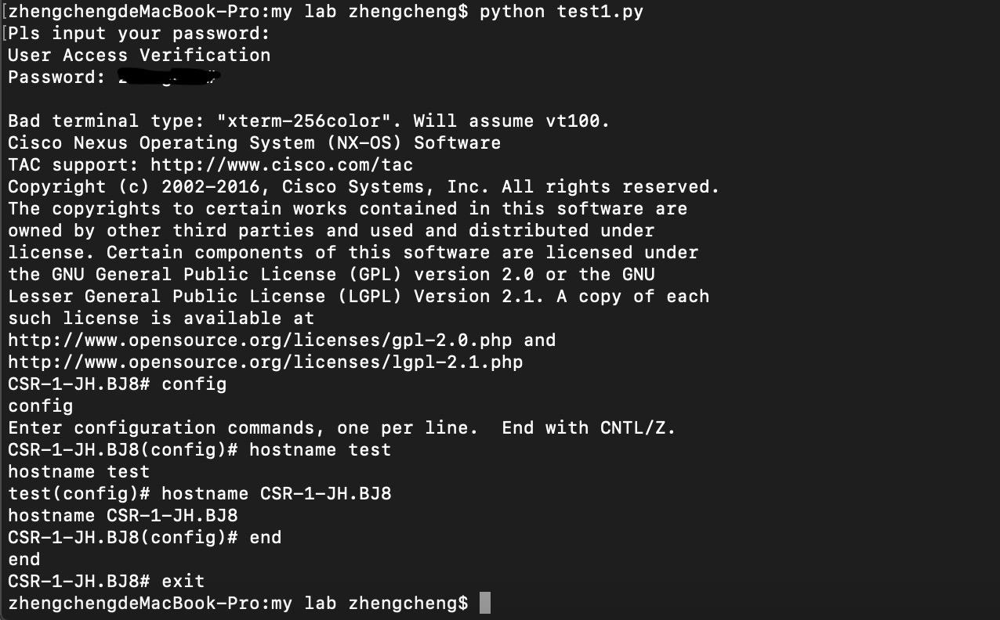 [zhengchengdeMacBook-Pro:my lab zhengcheng$ python test1.py
[Pls input your password:
User Access Verification
Password:
Bad terminal type: "xterm-256color". Will assume vt100.
Cisco Nexus Operating System (NX-OS) Software
TAC support: http://www.cisco.com/tac
Copyright (c) 2002-2016, Cisco Systems, Inc. All rights reserved.
The copyrights to certain works contained in this software are
owned by other third parties and used and distributed under
license. Certain components of this software are licensed under
the GNU General Public License (GPL) version 2.0 or the GNU
Lesser General Public License (LGPL) Version 2.1. A copy of each
such license is available at
http://www.opensource.org/licenses/gpl-2.0.php and
http://www.opensource.org/licenses/lgpl-2.1.php
CSR-1-JH.BJ8# config
config
Enter configuration commands, one per line.  End with CNTL/Z.
CSR-1-JH.BJ8(config)# hostname test
hostname test
test(config)# hostname CSR-1-JH.BJ8
hostname CSR-1-JH.BJ8
CSR-1-JH.BJ8(config)# end
end
CSR-1-JH.BJ8# exit
zhengchengdeMacBook-Pro:my lab zhengcheng$